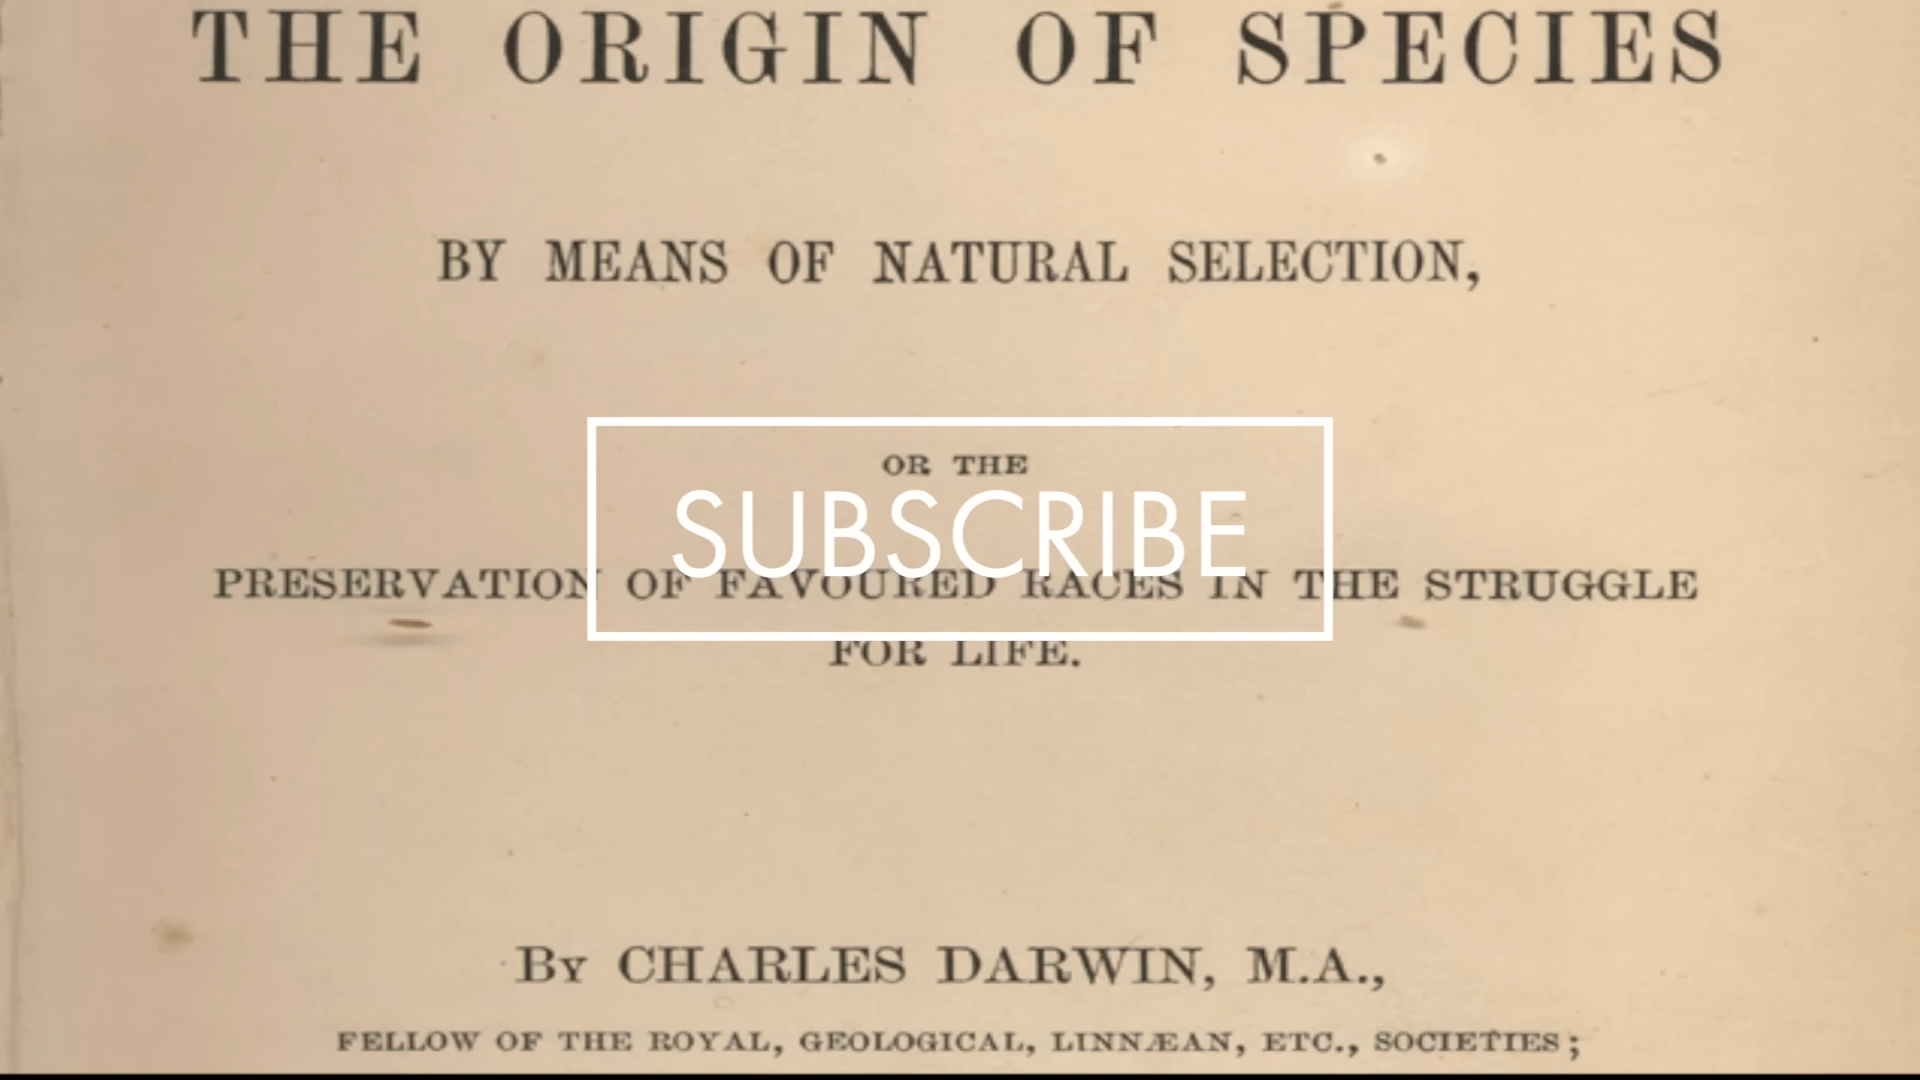 THE ORIGIN OF SPECIES
BY MEANS OF NATURAL SELECTION,
OR THE
SUBSCRIBE
PRESERVATION OF FAVOURED RACES IN THE STRUGGLE
FOR LIFE.
By CHARLES DARWIN, M.A.,
FELLOW OF THE ROYAL, GEOLOGICAL, LINNÆAN, ETC., SOCIETIES;